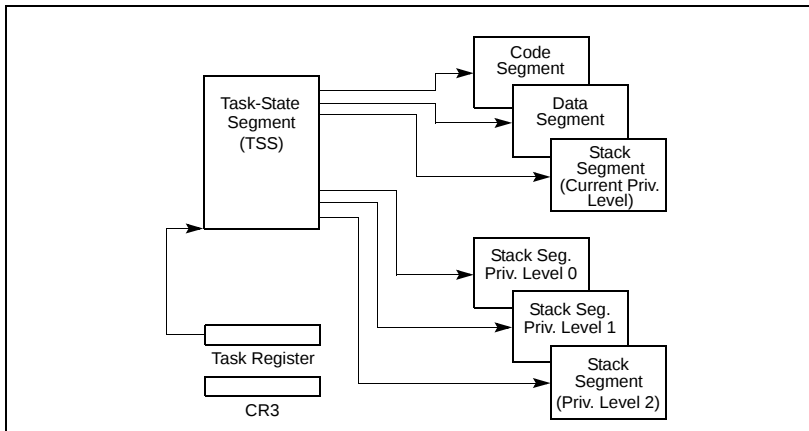 Code
Segment
Task-State
Segment
(TSS)
Data
Segment
Stack
Segment
(Current Priv.
Level)
Stack Seg.
Priv. Level 0
Stack Seg.
Priv. Level 1
Stack
Segment
(Priv. Level 2)
Task Register
CR3